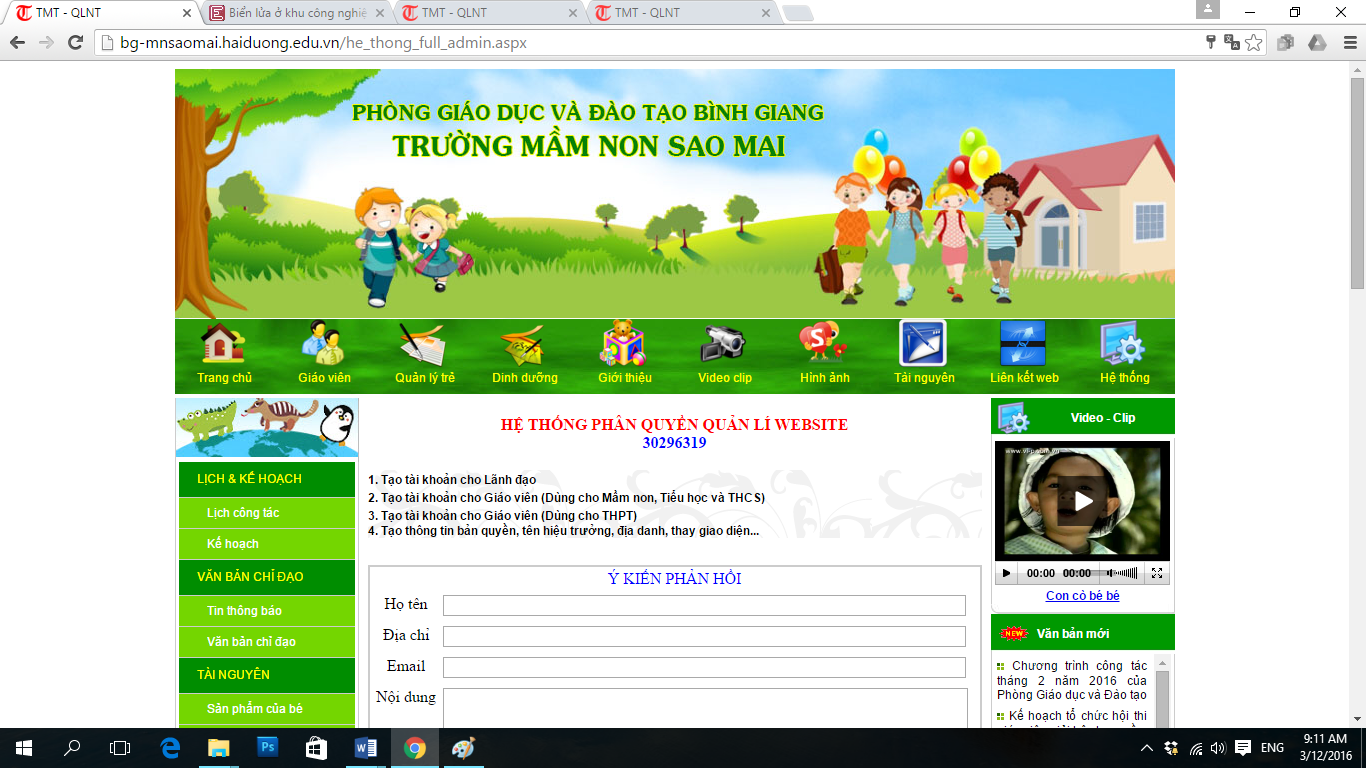 TMT - QLNT
Biển lửa ở khu công nghiệ
TMT - QLNT
TMT - QLNT
bg-mnsaomai.haiduong.edu.vn/he_thong_full_admin.aspx
PHÒNG GIÁO DỤC VÀ ĐÀO TẠO BÌNH GIANG
TRƯỜNG MẦM NON SAO MAI
Trang chủ
Giáo viên
Quản lý trẻ
Dinh dưỡng
Giới thiệu
Video clip
Hình ảnh
Tài nguyên
Liên kết web
Hệ thống
LỊCH & KẾ HOẠCH
Lịch công tác
Kế hoạch
VĂN BẢN CHỈ ĐẠO
Tin thông báo
Văn bản chỉ đạo
TÀI NGUYÊN
Sản phẩm của bé
HỆ THỐNG PHÂN QUYỀN QUẢN LÍ WEBSITE
30296319
1. Tạo tài khoản cho Lãnh đạo
2. Tạo tài khoản cho Giáo viên (Dùng cho Mầm non, Tiểu học và THCS)
3. Tạo tài khoản cho Giáo viên (Dùng cho THPT)
4. Tạo thông tin bản quyền, tên hiệu trưởng, địa danh, thay giao diện...
Ý KIẾN PHẢN HỒI
Họ tên
Địa chỉ
Email
Nội dung
Video - Clip
00:00 00:00
Con cò bé bé
NEW Văn bản mới
Chương trình công tác
tháng 2 năm 2016 của
Phòng Giáo dục và Đào tạo
Kế hoạch tổ chức hội thi
ENG
9:11 AM
3/12/2016